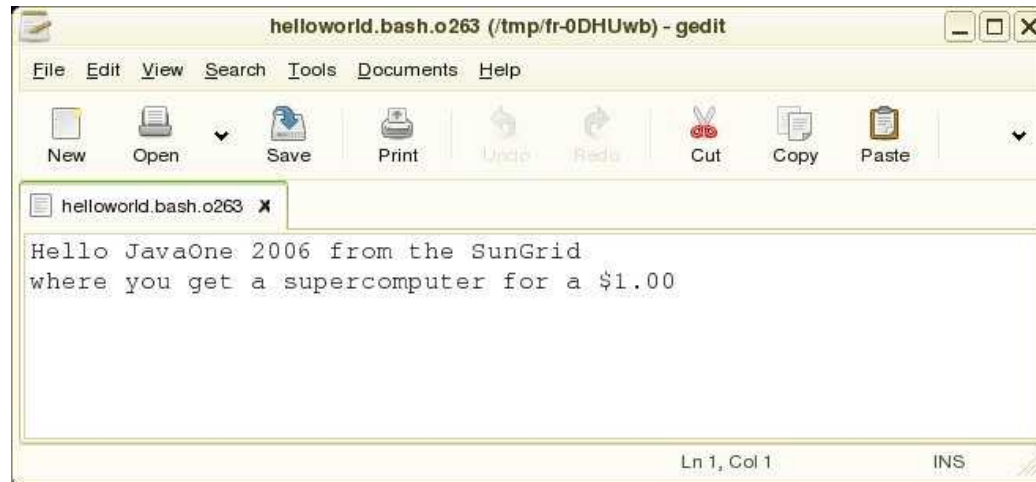 helloworld.bash.o263 (/tmp/fr-0DHUwb) - gedit
File Edit View Search Tools Documents Help
New Open Save Print Undo Redo Cut Copy Paste
helloworld.bash.o263
Hello JavaOne 2006 from the SunGrid
where you get a supercomputer for a $1.00
Ln 1, Col 1 INS